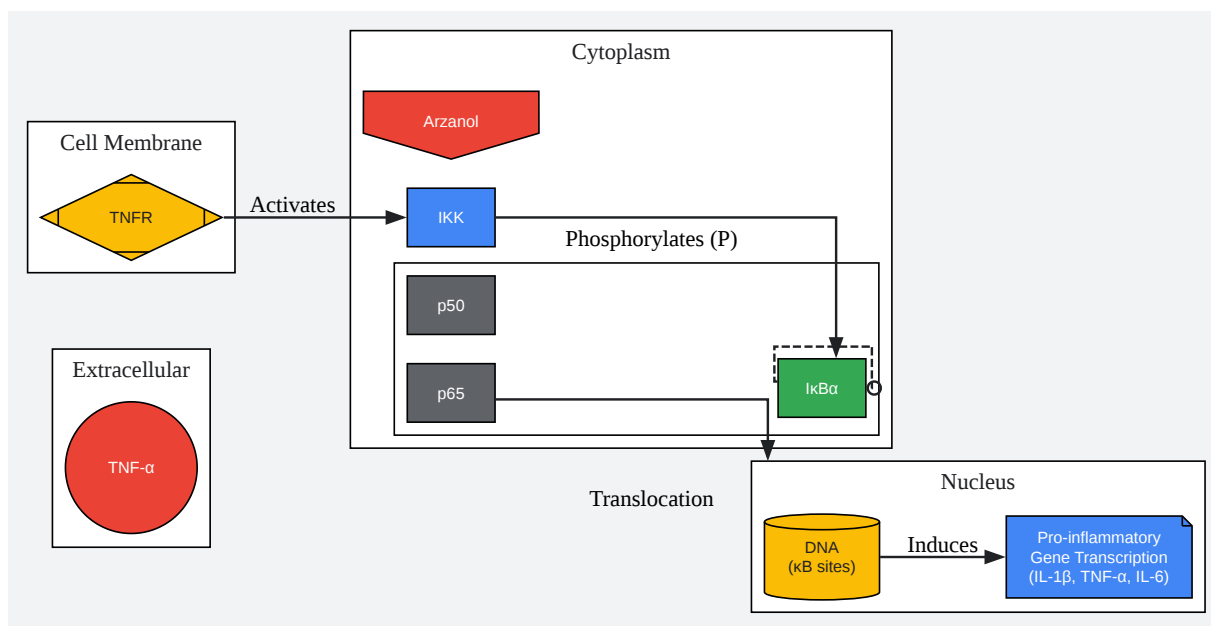 Cytoplasm
Arzanol
Cell Membrane
TNFR
Activates
IKK
Phosphorylates (P)
p50
Extracellular
p65
IκBα
TNF-α
Translocation
Nucleus
DNA
(κB sites)
Induces
Pro-inflammatory
Gene Transcription
(IL-1β, TNF-α, IL-6)